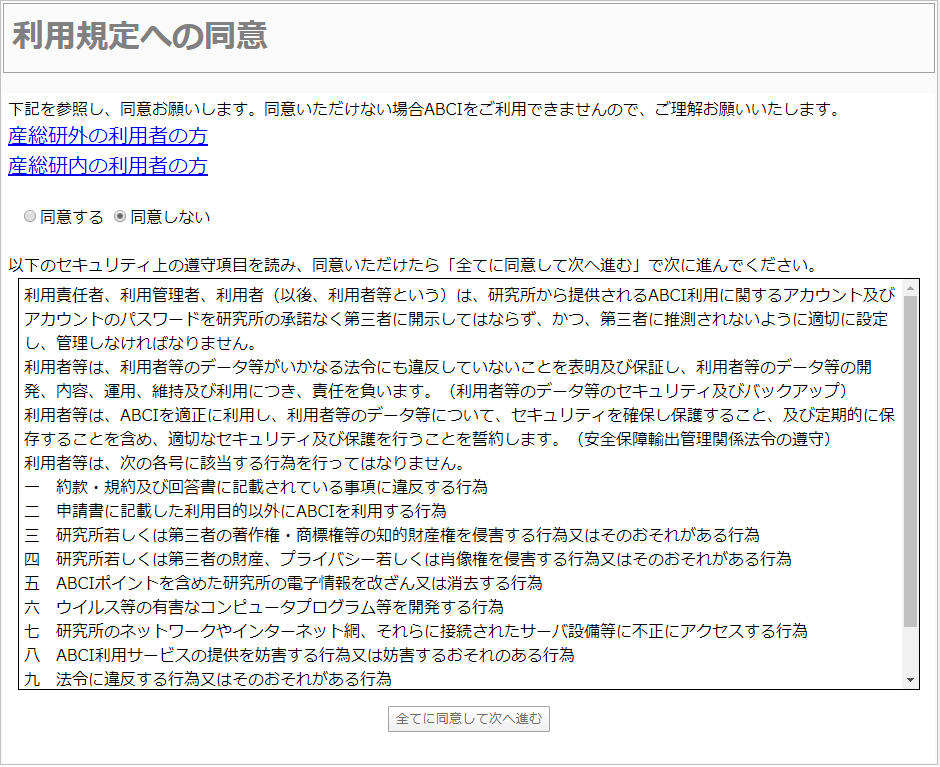 利用規定への同意
下記を参照し、同意お願いします。同意いただけない場合ABCIをご利用できませんので、ご理解お願いいたします。
産総研外の利用者の方
産総研内の利用者の方
同意する 同意しない
以下のセキュリティ上の遵守項目を読み、同意いただけたら「全てに同意して次へ進む」で次に進んでください。
利用責任者、利用管理者、利用者（以後、利用者等という）は、研究所から提供されるABCI利用に関するアカウント及び
アカウントのパスワードを研究所の承諾なく第三者に開示してはならず、かつ、第三者に推測されないように適切に設定
し、管理しなければなりません。
利用者等は、利用者等のデータ等がいかなる法令にも違反していないことを表明及び保証し、利用者等のデータ等の開
発、内容、運用、維持及び利用につき、責任を負います。（利用者等のデータ等のセキュリティ及びバックアップ）
利用者等は、ABCIを適正に利用し、利用者等のデータ等について、セキュリティを確保し保護すること、及び定期的に保
存することを含め、適切なセキュリティ及び保護を行うことを誓約します。（安全保障輸出管理関係法令の遵守）
利用者等は、次の各号に該当する行為を行ってはなりません。
一　約款・規約及び回答書に記載されている事項に違反する行為
二　申請書に記載した利用目的以外にABCIを利用する行為
三　研究所若しくは第三者の著作権・商標権等の知的財産権を侵害する行為又はそのおそれがある行為
四　研究所若しくは第三者の財産、プライバシー若しくは肖像権を侵害する行為又はそのおそれがある行為
五　ABCIポイントを含めた研究所の電子情報を改ざん又は消去する行為
六　ウイルス等の有害なコンピュータプログラム等を開発する行為
七　研究所のネットワークやインターネット網、それらに接続されたサーバ設備等に不正にアクセスする行為
八　ABCI利用サービスの提供を妨害する行為又は妨害するおそれのある行為
九　法令に違反する行為又はそのおそれがある行為
全てに同意して次へ進む